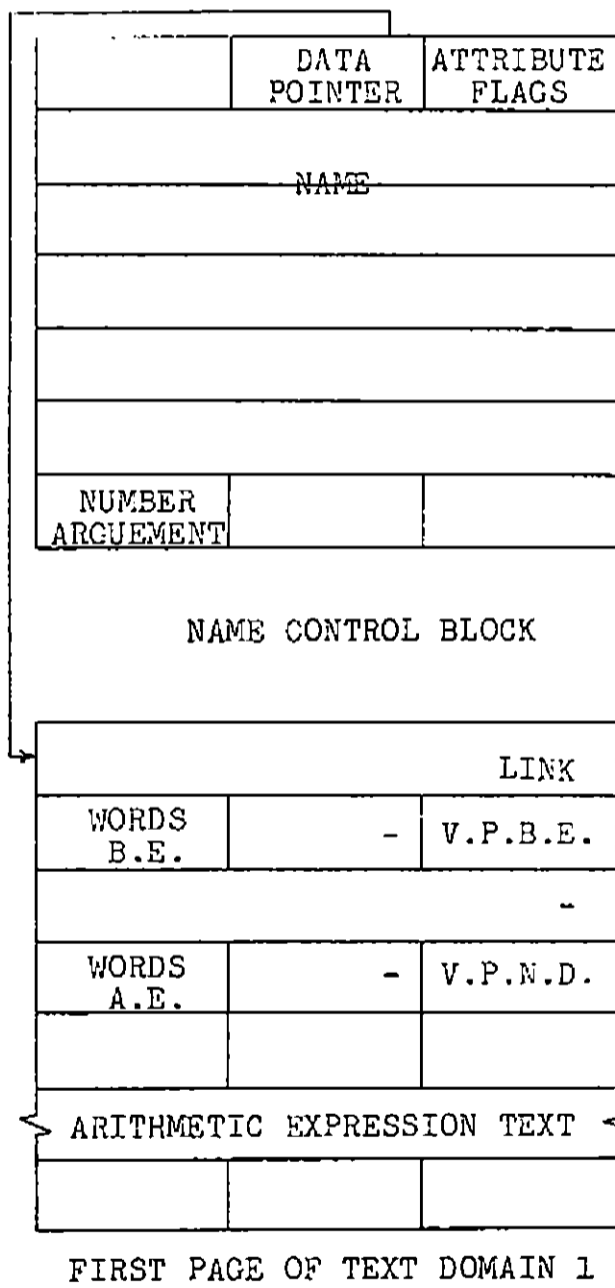 DATA POINTER
ATTRIBUTE FLAGS
NAME
NUMBER ARGUEMENT
NAME CONTROL BLOCK
LINK
WORDS B.E.
- V.P.B.E.
-
WORDS A.E.
- V.P.N.D.
ARITHMETIC EXPRESSION TEXT
FIRST PAGE OF TEXT DOMAIN 1